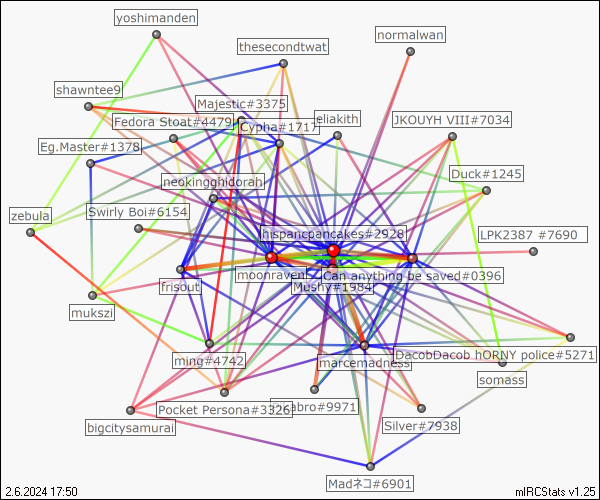 yoshimanden
normalwan
thesecondtwat
shawntee9
Majestic#3375
Fedora Stoat#4479
Cypha#1717
eliakith
JKOUYH VIII#7034
Eg.Master#1378
Duck#1245
neokingghidorah
zebula
Swirly Boi#6154
hispanicpancakes#2928
LPK2387 #7690
moonravent
Can anything be saved#0396
frisout
Mushy#1984
mukszi
ming#4742
marcemadness
DacobDacob hORNY police#5271
somass
Pocket Persona#3326
abro#9971
Silver#7938
bigcitysamurai
Madネコ#6901
2.6.2024 17:50
mIRCStats v1.25